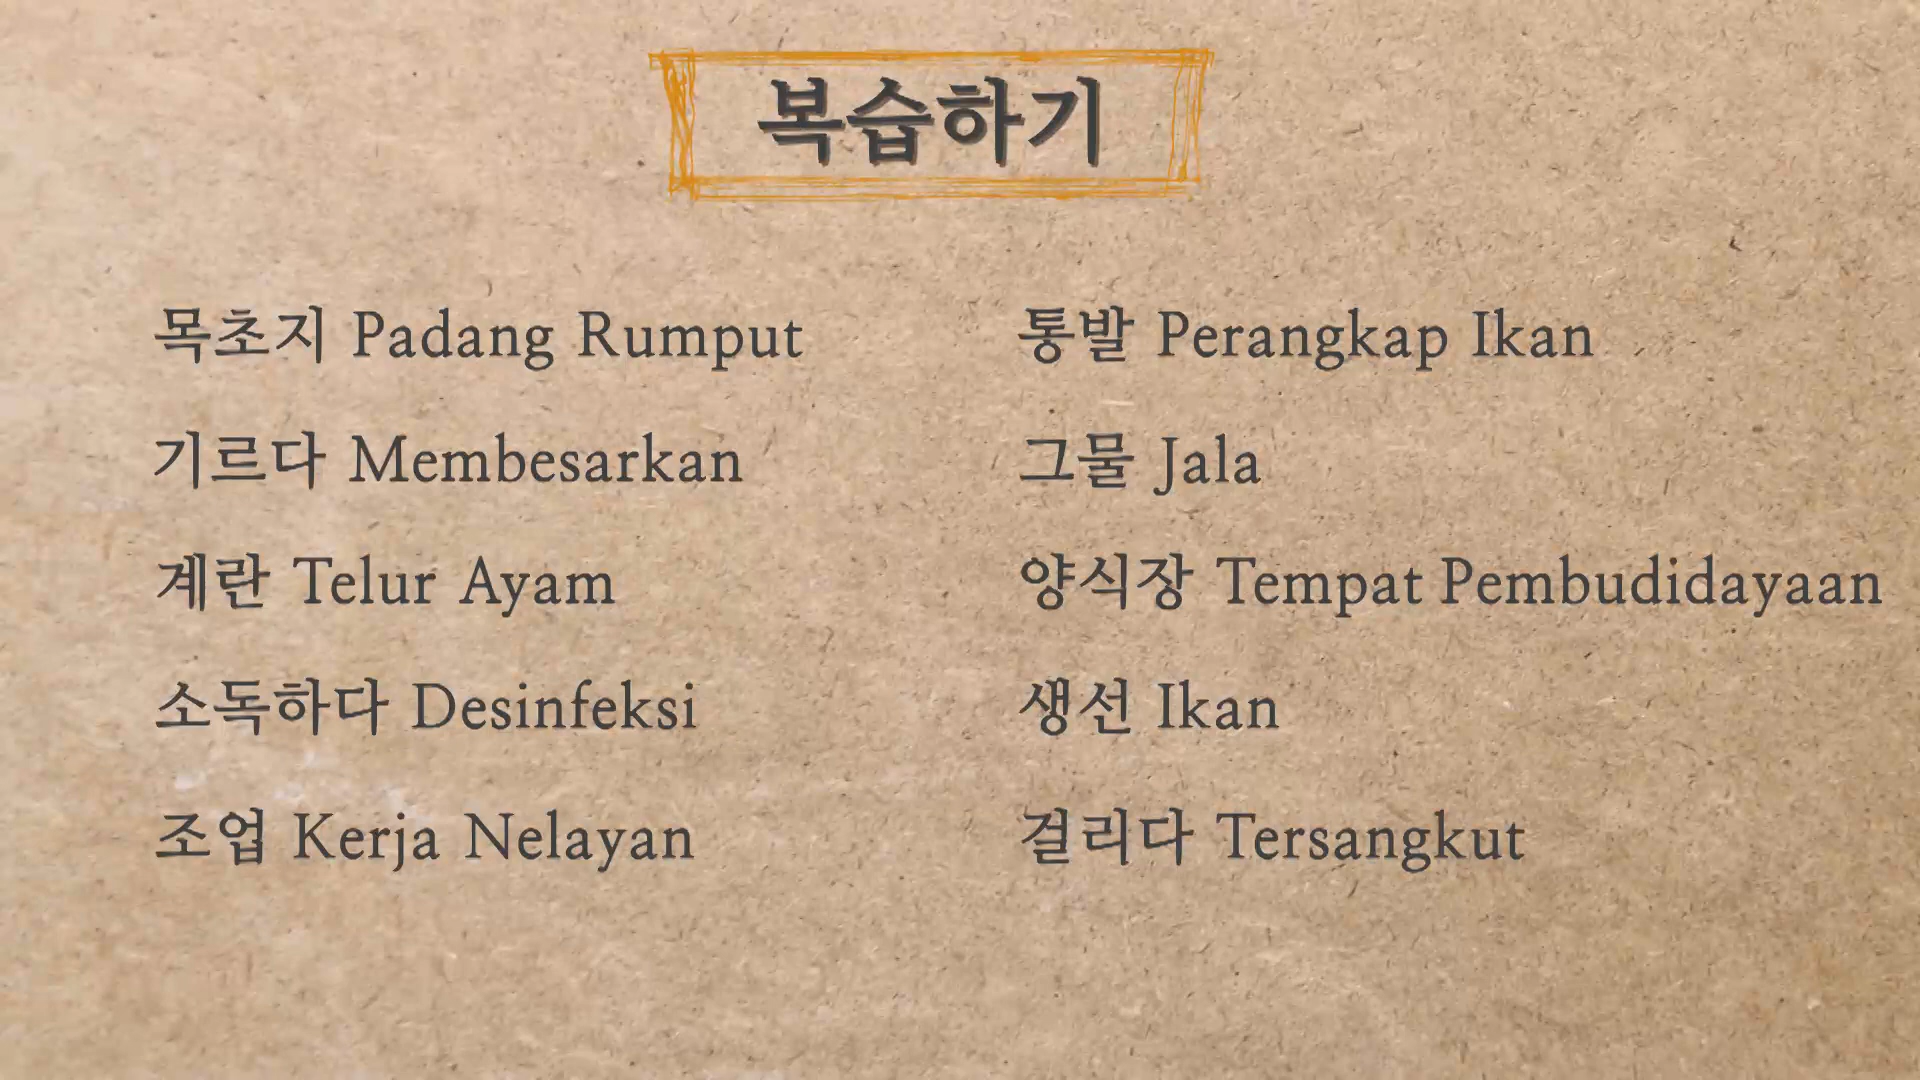 복습하기
목초지 Padang Rumput
기르다 Membesarkan
계란 Telur Ayam
소독하다 Desinfeksi
조업 Kerja Nelayan
통발 Perangkap Ikan
그물 Jala
양식장 Tempat Pembudidayaan
생선 Ikan
걸리다 Tersangkut